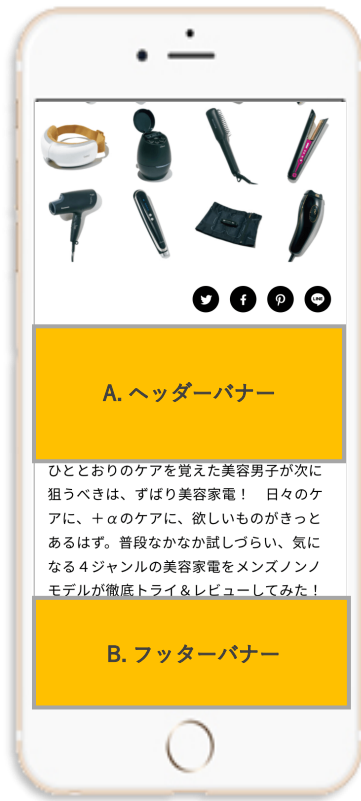 LINE
A. ヘッダーバナー
ひととおりのケアを覚えた美容男子が次に
狙うべきは、ずばり美容家電！　日々のケ
アに、＋αのケアに、欲しいものがきっと
あるはず。普段なかなか試しづらい、気に
なる４ジャンルの美容家電をメンズノンノ
モデルが徹底トライ＆レビューしてみた！
B. フッターバナー